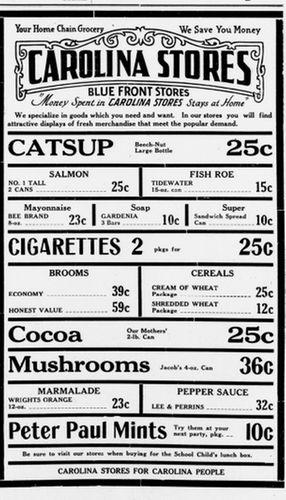 Your Home Chain Grocery We Save You Money
CAROLINA STORES
BLUE FRONT STORES
"Money Spent in CAROLINA STORES Stays at Home"
We specialize in goods which you need and want. In our stores you will find
attractive displays of fresh merchandise that meet the popular demand.
CATSUP Beech-Nut Large Bottle 25c
SALMON
NO. 1 TALL
2 CANS 25c
FISH ROE
TIDEWATER
15-oz. can 15c
Mayonnaise
BEE BRAND
8-oz. 23c
Soap
GARDENIA
3 Bars 10c
Super
Sandwich Spread
Can 10c
CIGARETTES 2 pkgs for 25c
BROOMS
ECONOMY 39c
HONEST VALUE 59c
CEREALS
CREAM OF WHEAT
Package 25c
SHREDDED WHEAT
Package 12c
Cocoa Our Mothers' 2-lb. Can 25c
Mushrooms Jacob's 4-oz. Can 36c
MARMALADE
WRIGHTS ORANGE
12-oz. 23c
PEPPER SAUCE
LEE & PERRINS 32c
Peter Paul Mints Try them at your next party, pkg. 10c
Be sure to visit our stores when buying for the School Child's lunch box.
CAROLINA STORES FOR CAROLINA PEOPLE